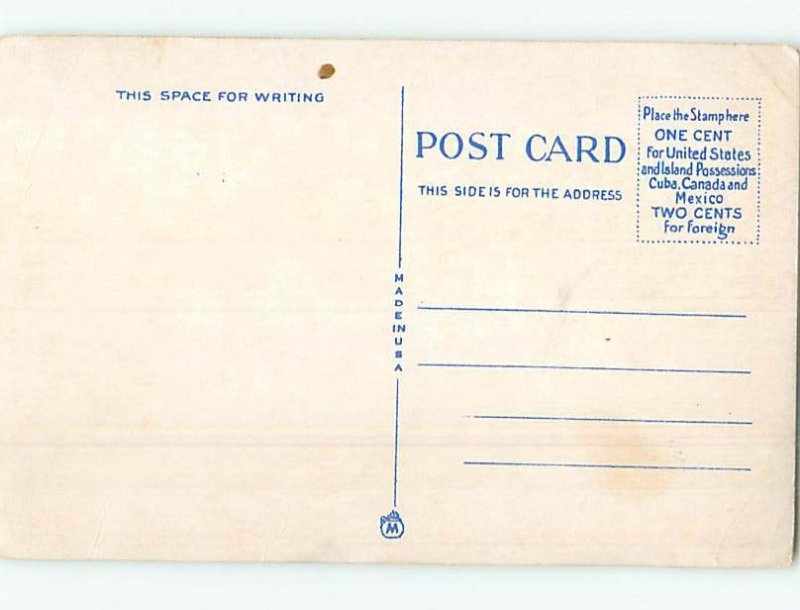 THIS SPACE FOR WRITING
POST CARD
THIS SIDE IS FOR THE ADDRESS
Place the Stamp here
ONE CENT
For United States
and Island Possessions
Cuba, Canada and
Mexico
TWO CENTS
for foreign
MADE IN USA
M